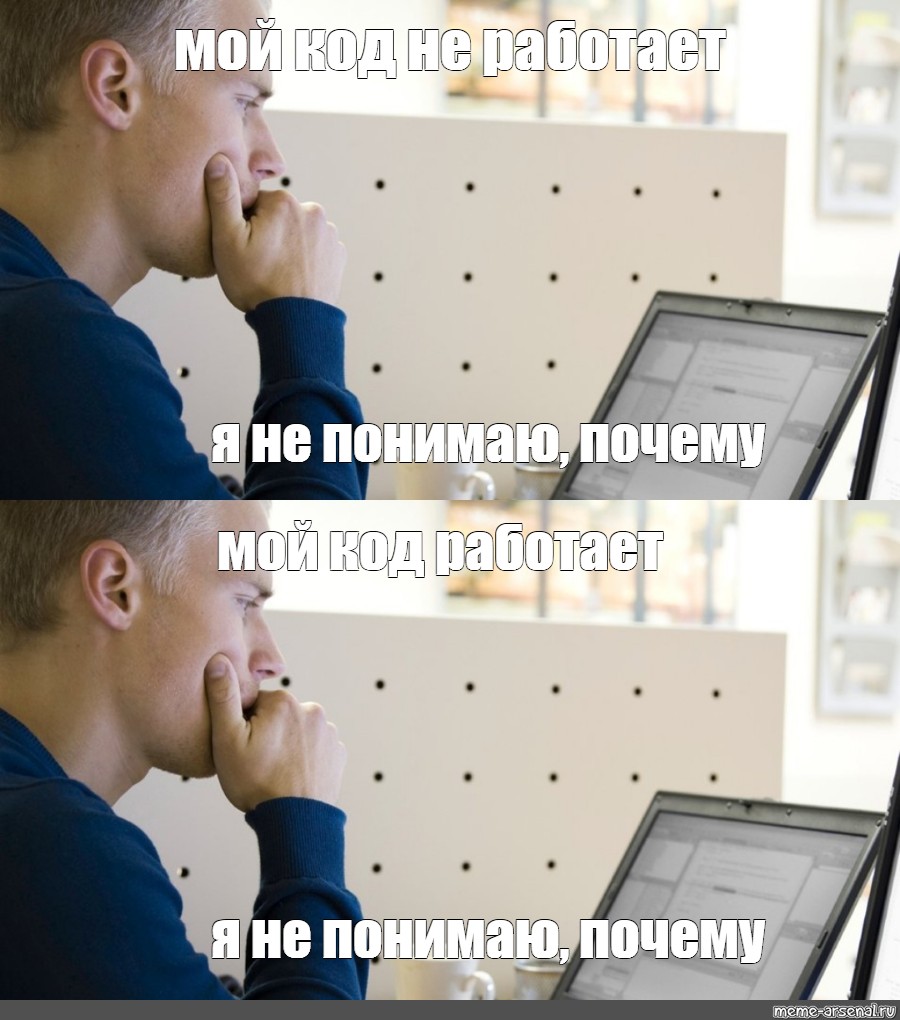 мой код не работает
я не понимаю, почему
мой код работает
я не понимаю, почему
meme-arsenal.ru